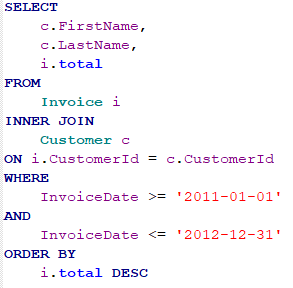 SELECT
c.FirstName,
c.LastName,
i.total
FROM
Invoice i
INNER JOIN
Customer c
ON i.CustomerId = c.CustomerId
WHERE
InvoiceDate >= '2011-01-01'
AND
InvoiceDate <= '2012-12-31'
ORDER BY
i.total DESC